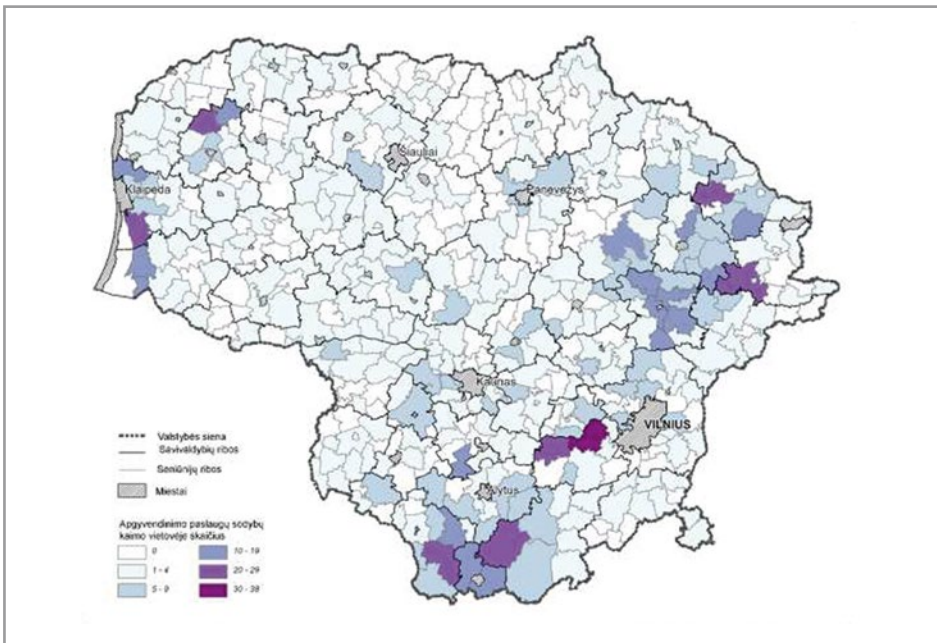 Šiauliai
Klaipėda
Panevėžys
Kaunas
VILNIUS
Alytus
Valstybės siena
Savivaldybių ribos
Seniūnijų ribos
Miestai
Apgyvendinimo paslaugų sodybų
kaimo vietovėje skaičius
0
1 - 4
5 - 9
10 - 19
20 - 29
30 - 39